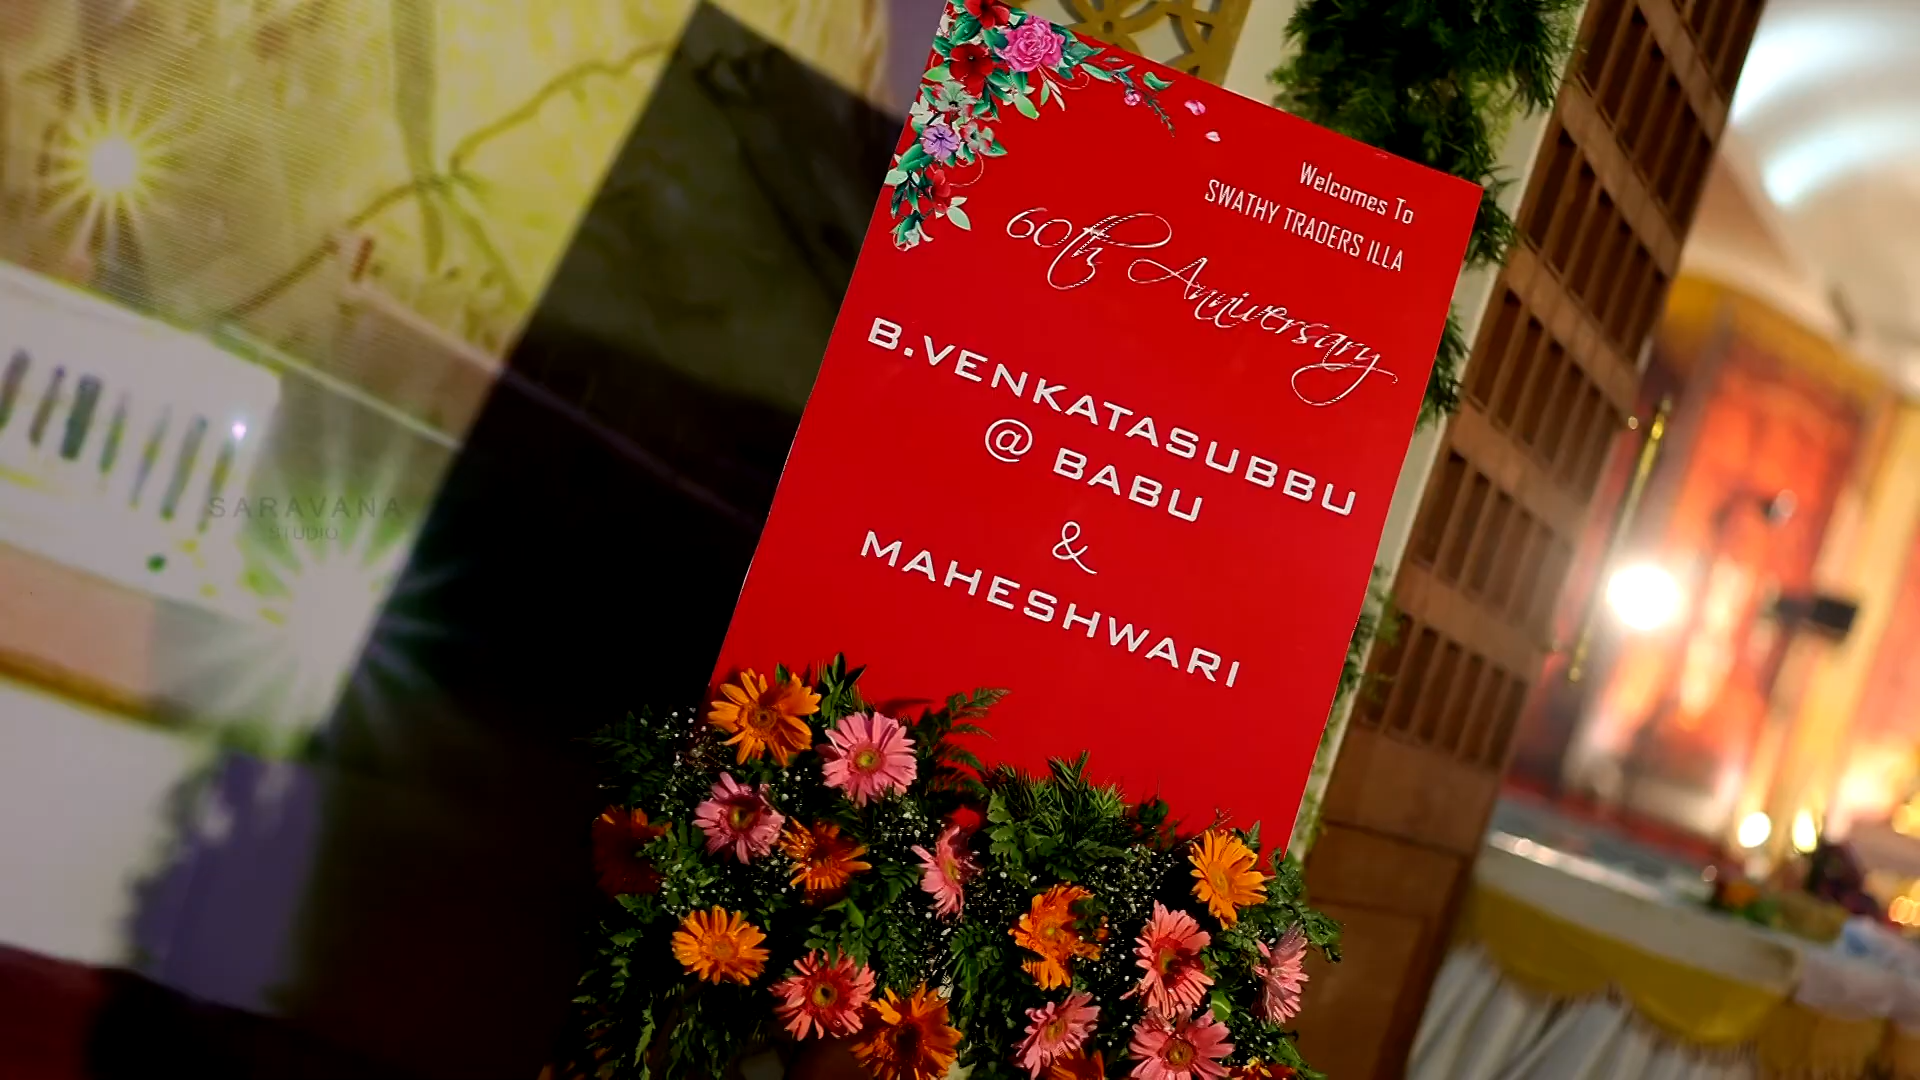 Welcomes To
SWATHY TRADERS ILLA
60th Anniversary
B.VENKATASUBBU
@ BABU
&
MAHESHWARI
SARAVANA
STUDIO